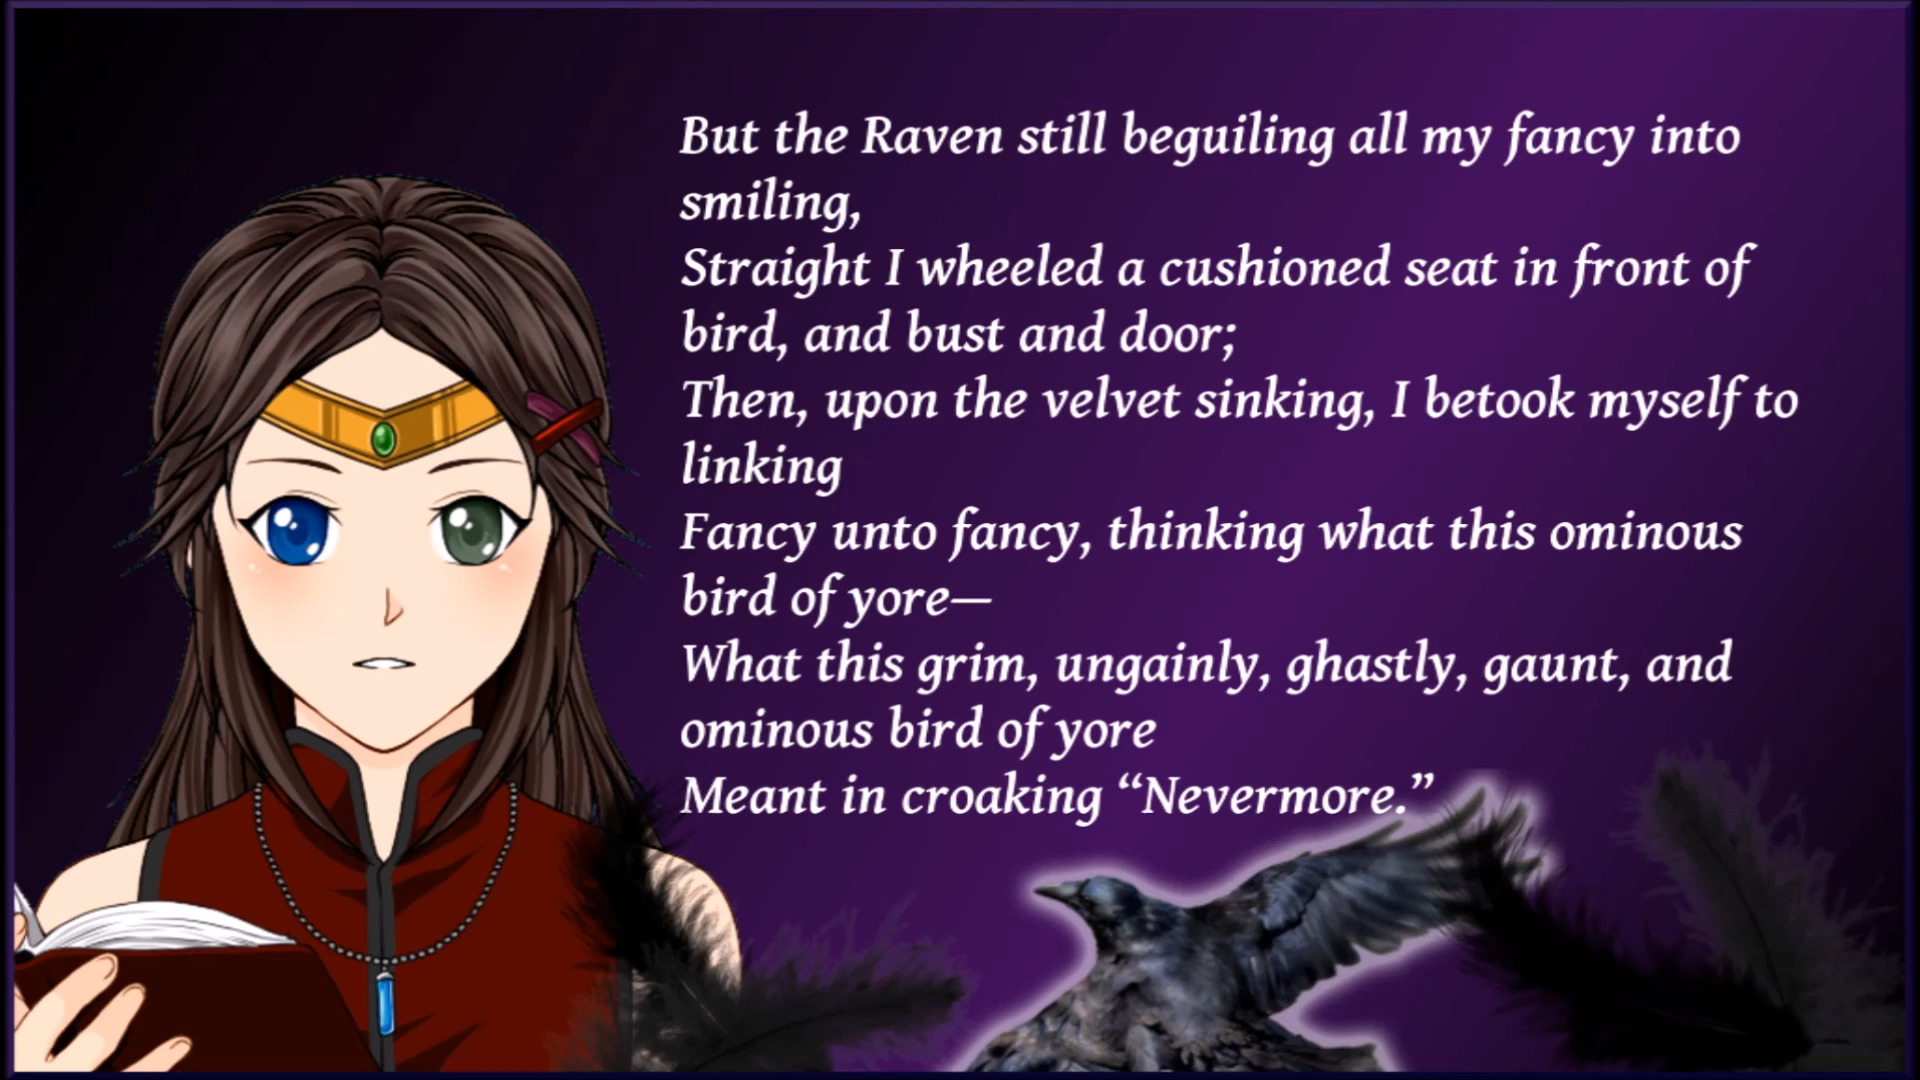 But the Raven still beguiling all my fancy into
smiling,
Straight I wheeled a cushioned seat in front of
bird, and bust and door;
Then, upon the velvet sinking, I betook myself to
linking
Fancy unto fancy, thinking what this ominous
bird of yore—
What this grim, ungainly, ghastly, gaunt, and
ominous bird of yore
Meant in croaking “Nevermore.”